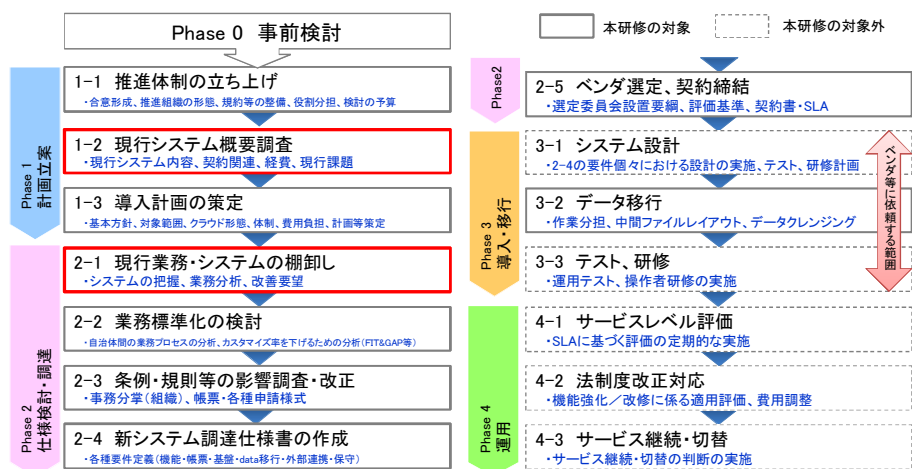 Phase 0 事前検討
本研修の対象
本研修の対象外
Phase 1
計画立案
1-1 推進体制の立ち上げ
・合意形成、推進組織の形態、規約等の整備、役割分担、検討の予算
1-2 現行システム概要調査
・現行システム内容、契約関連、経費、現行課題
1-3 導入計画の策定
・基本方針、対象範囲、クラウド形態、体制、費用負担、計画等策定
Phase 2
仕様検討・調達
2-1 現行業務・システムの棚卸し
・システムの把握、業務分析、改善要望
2-2 業務標準化の検討
・自治体間の業務プロセスの分析、カスタマイズ率を下げるための分析(FIT&GAP等)
2-3 条例・規則等の影響調査・改正
・事務分掌(組織)、帳票・各種申請様式
2-4 新システム調達仕様書の作成
・各種要件定義(機能・帳票・基盤・data移行・外部連携・保守)
Phase2
2-5 ベンダ選定、契約締結
・選定委員会設置要綱、評価基準、契約書・SLA
Phase 3
導入・移行
3-1 システム設計
・2-4の要件個々における設計の実施、テスト、研修計画
3-2 データ移行
・作業分担、中間ファイルレイアウト、データクレンジング
3-3 テスト、研修
・運用テスト、操作者研修の実施
ベンダ等に依頼する範囲
Phase 4
運用
4-1 サービスレベル評価
・SLAに基づく評価の定期的な実施
4-2 法制度改正対応
・機能強化/改修に係る適用評価、費用調整
4-3 サービス継続・切替
・サービス継続・切替の判断の実施